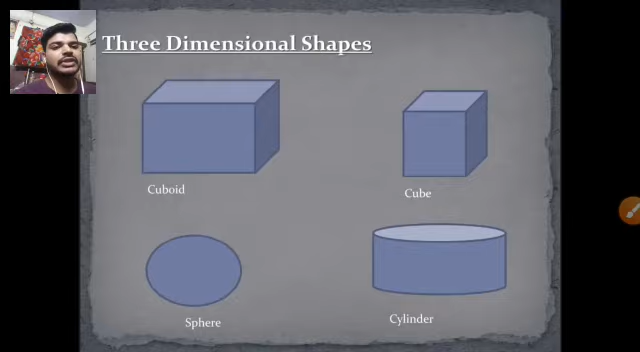 Three Dimensional Shapes
Cuboid
Cube
Sphere
Cylinder